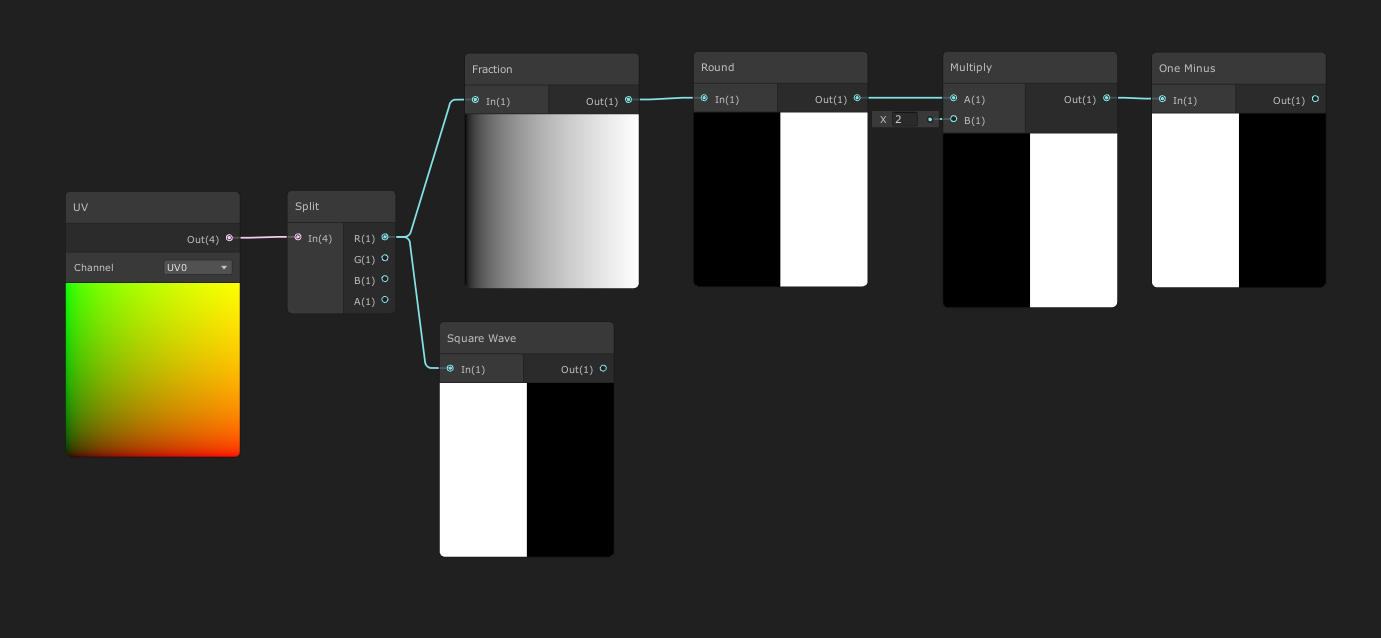 UV
Out(4)
Channel
UV0
Split
In(4)
R(1)
G(1)
B(1)
A(1)
Fraction
In(1)
Out(1)
Square Wave
In(1)
Out(1)
Round
In(1)
Out(1)
X 2
Multiply
A(1)
Out(1)
B(1)
One Minus
In(1)
Out(1)